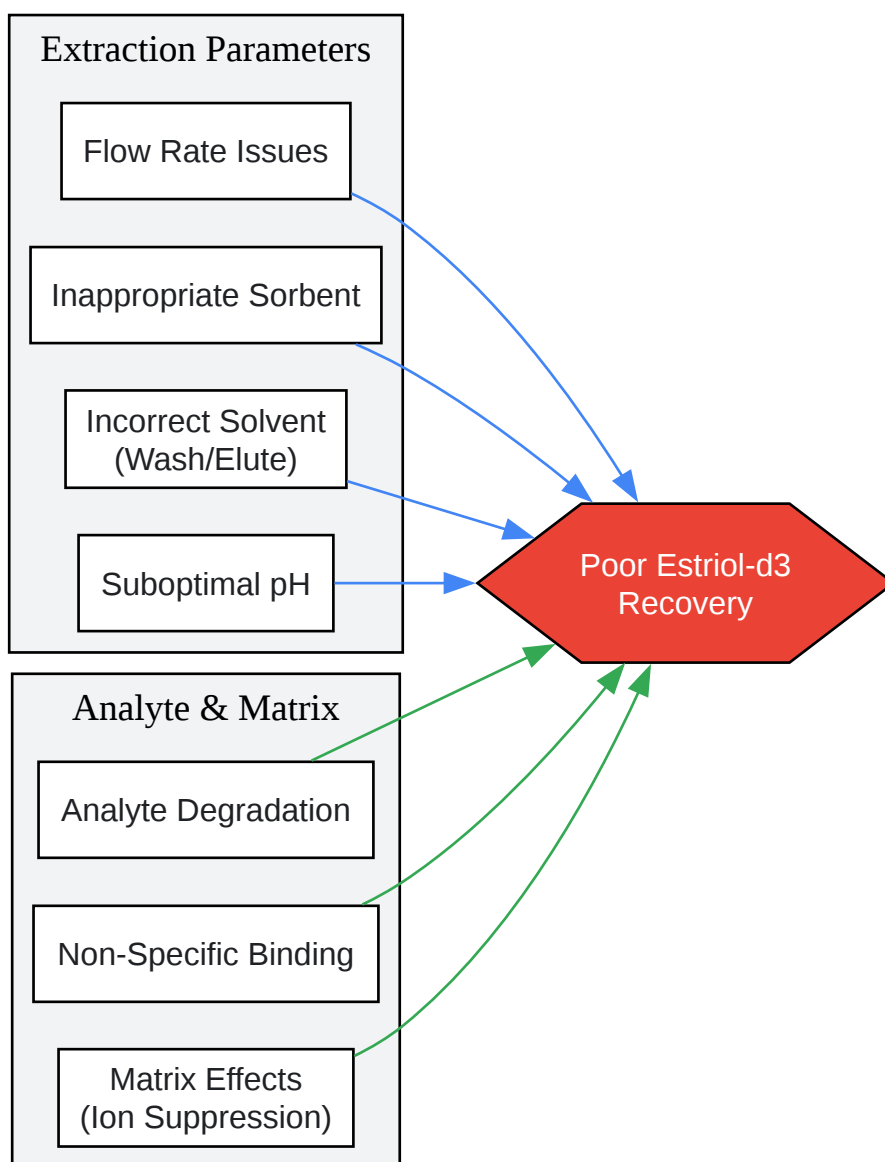 Extraction Parameters
Flow Rate Issues
Inappropriate Sorbent
Incorrect Solvent
(Wash/Elute)
Suboptimal pH
Poor Estriol-d3
Recovery
Analyte & Matrix
Analyte Degradation
Non-Specific Binding
Matrix Effects
(Ion Suppression)